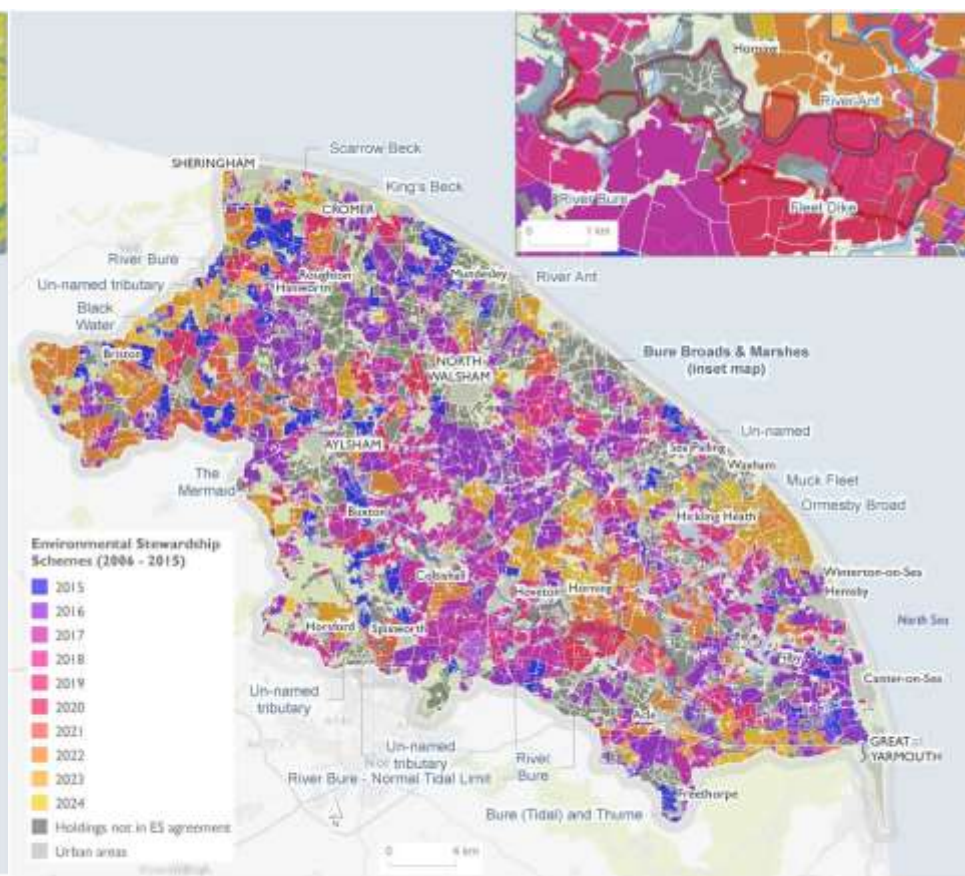 Horning
River Ant
River Bure
Fleet Dike
0 1 km
Scarrow Beck
SHERINGHAM
King's Beck
CROMER
River Bure
Roughton
Hanworth
Mundesley
River Ant
Un-named tributary
Black
Water
Briston
NORTH
WALSHAM
Bure Broads & Marshes
(inset map)
AYLSHAM
Un-named
Sea Palling
Waxham
The
Mermaid
Muck Fleet
Ormesby Broad
Buxton
Hickling Heath
Environmental Stewardship
Schemes (2006 - 2015)
2015
2016
2017
2018
2019
2020
2021
2022
2023
2024
Holdings not in ES agreement
Urban areas
Coltishall
Hoveton
Horning
Winterton-on-Sea
Hemsby
North Sea
Horsford
Spixworth
Filby
Caister-on-Sea
Un-named
tributary
Acle
Un-named
tributary
River
Bure
GREAT
YARMOUTH
River Bure - Normal Tidal Limit
Freethorpe
Bure (Tidal) and Thurne
N
0 4 km